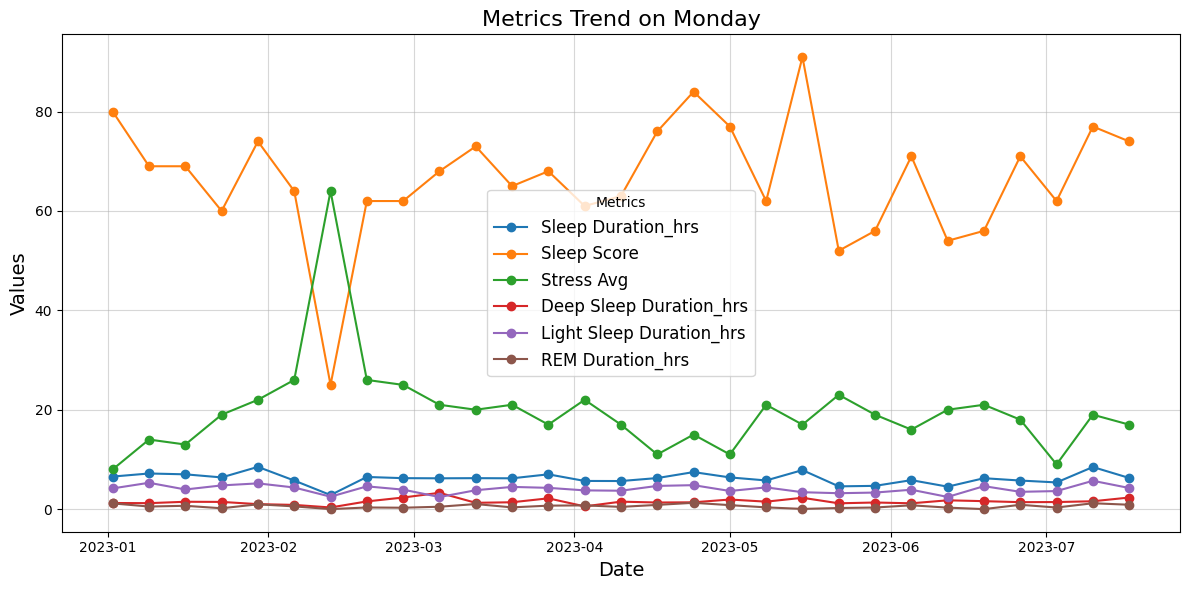 Metrics Trend on Monday
Values
80
60
40
20
0
Metrics
Sleep Duration_hrs
Sleep Score
Stress Avg
Deep Sleep Duration_hrs
Light Sleep Duration_hrs
REM Duration_hrs
2023-01 2023-02 2023-03 2023-04 2023-05 2023-06 2023-07
Date